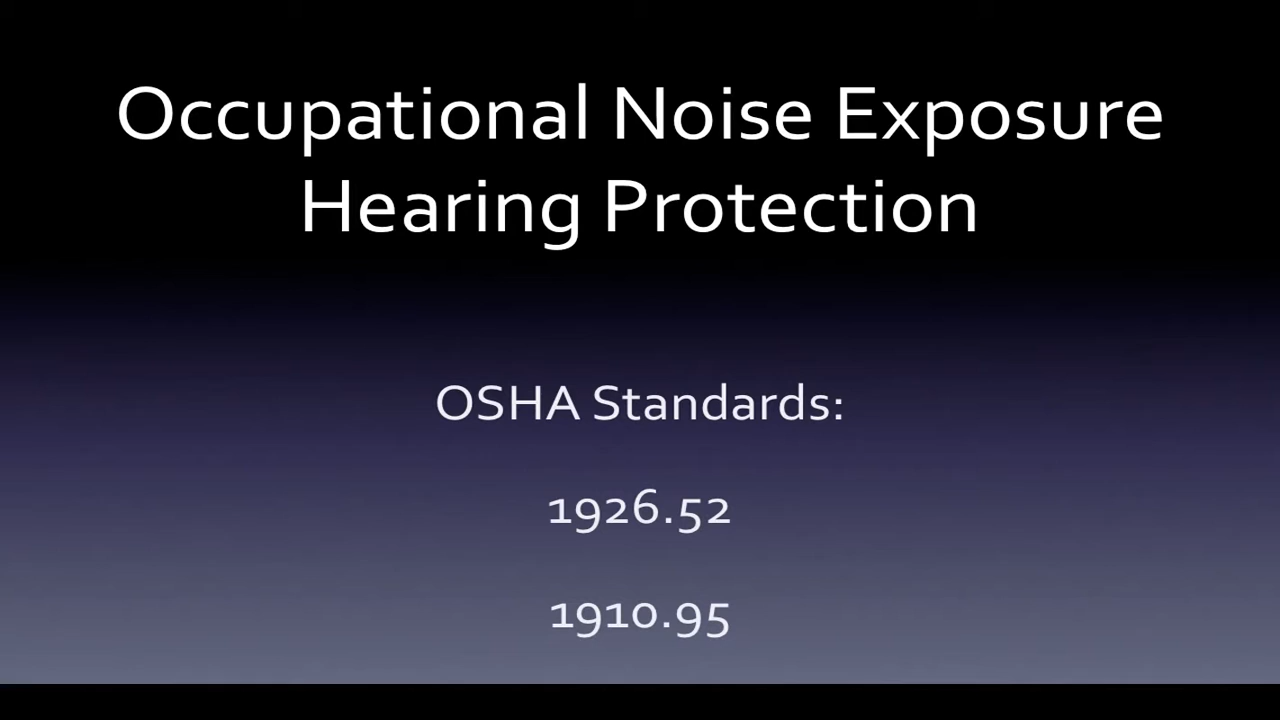 Occupational Noise Exposure
Hearing Protection
OSHA Standards:
1926.52
1910.95